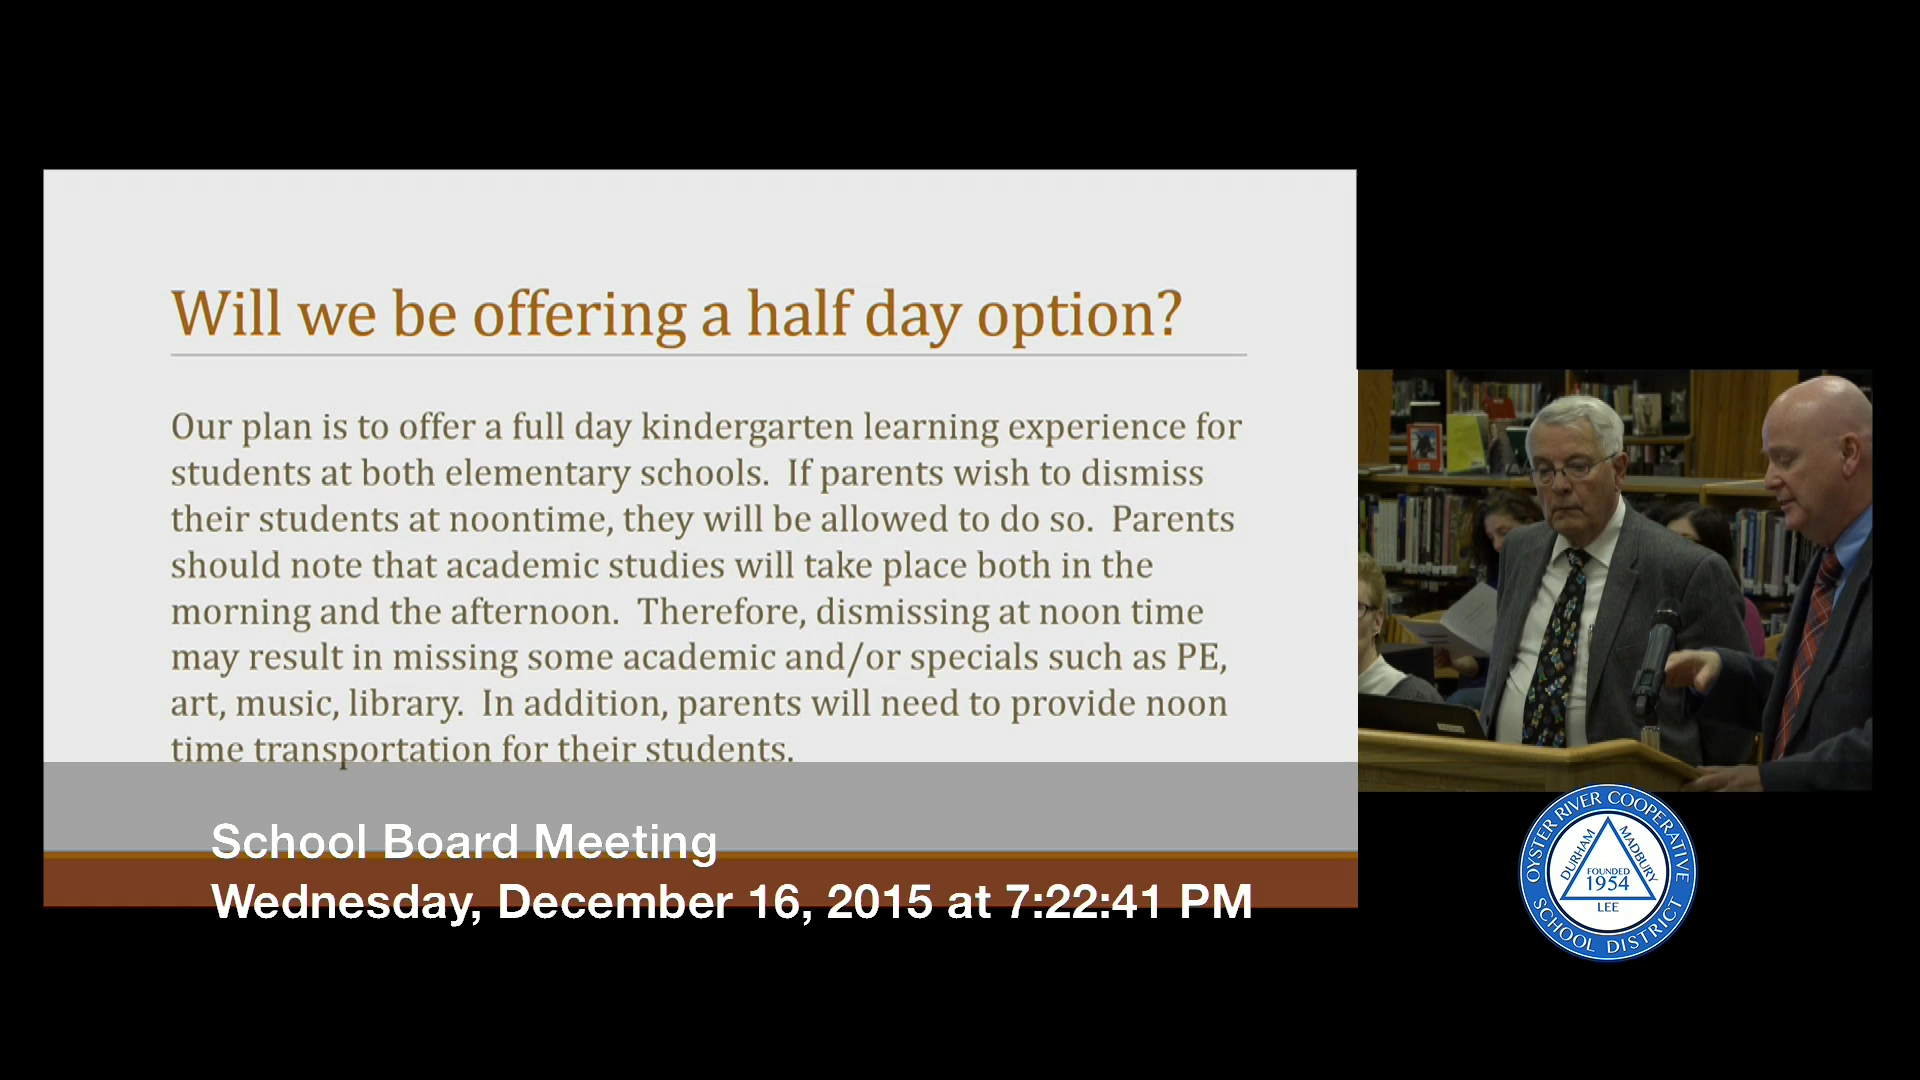 Will we be offering a half day option?
Our plan is to offer a full day kindergarten learning experience for
students at both elementary schools.  If parents wish to dismiss
their students at noontime, they will be allowed to do so.  Parents
should note that academic studies will take place both in the
morning and the afternoon.  Therefore, dismissing at noon time
may result in missing some academic and/or specials such as PE,
art, music, library.  In addition, parents will need to provide noon
time transportation for their students.
School Board Meeting
Wednesday, December 16, 2015 at 7:22:41 PM
OYSTER RIVER COOPERATIVE
DURHAM
MADBURY
FOUNDED
1954
LEE
SCHOOL DISTRICT